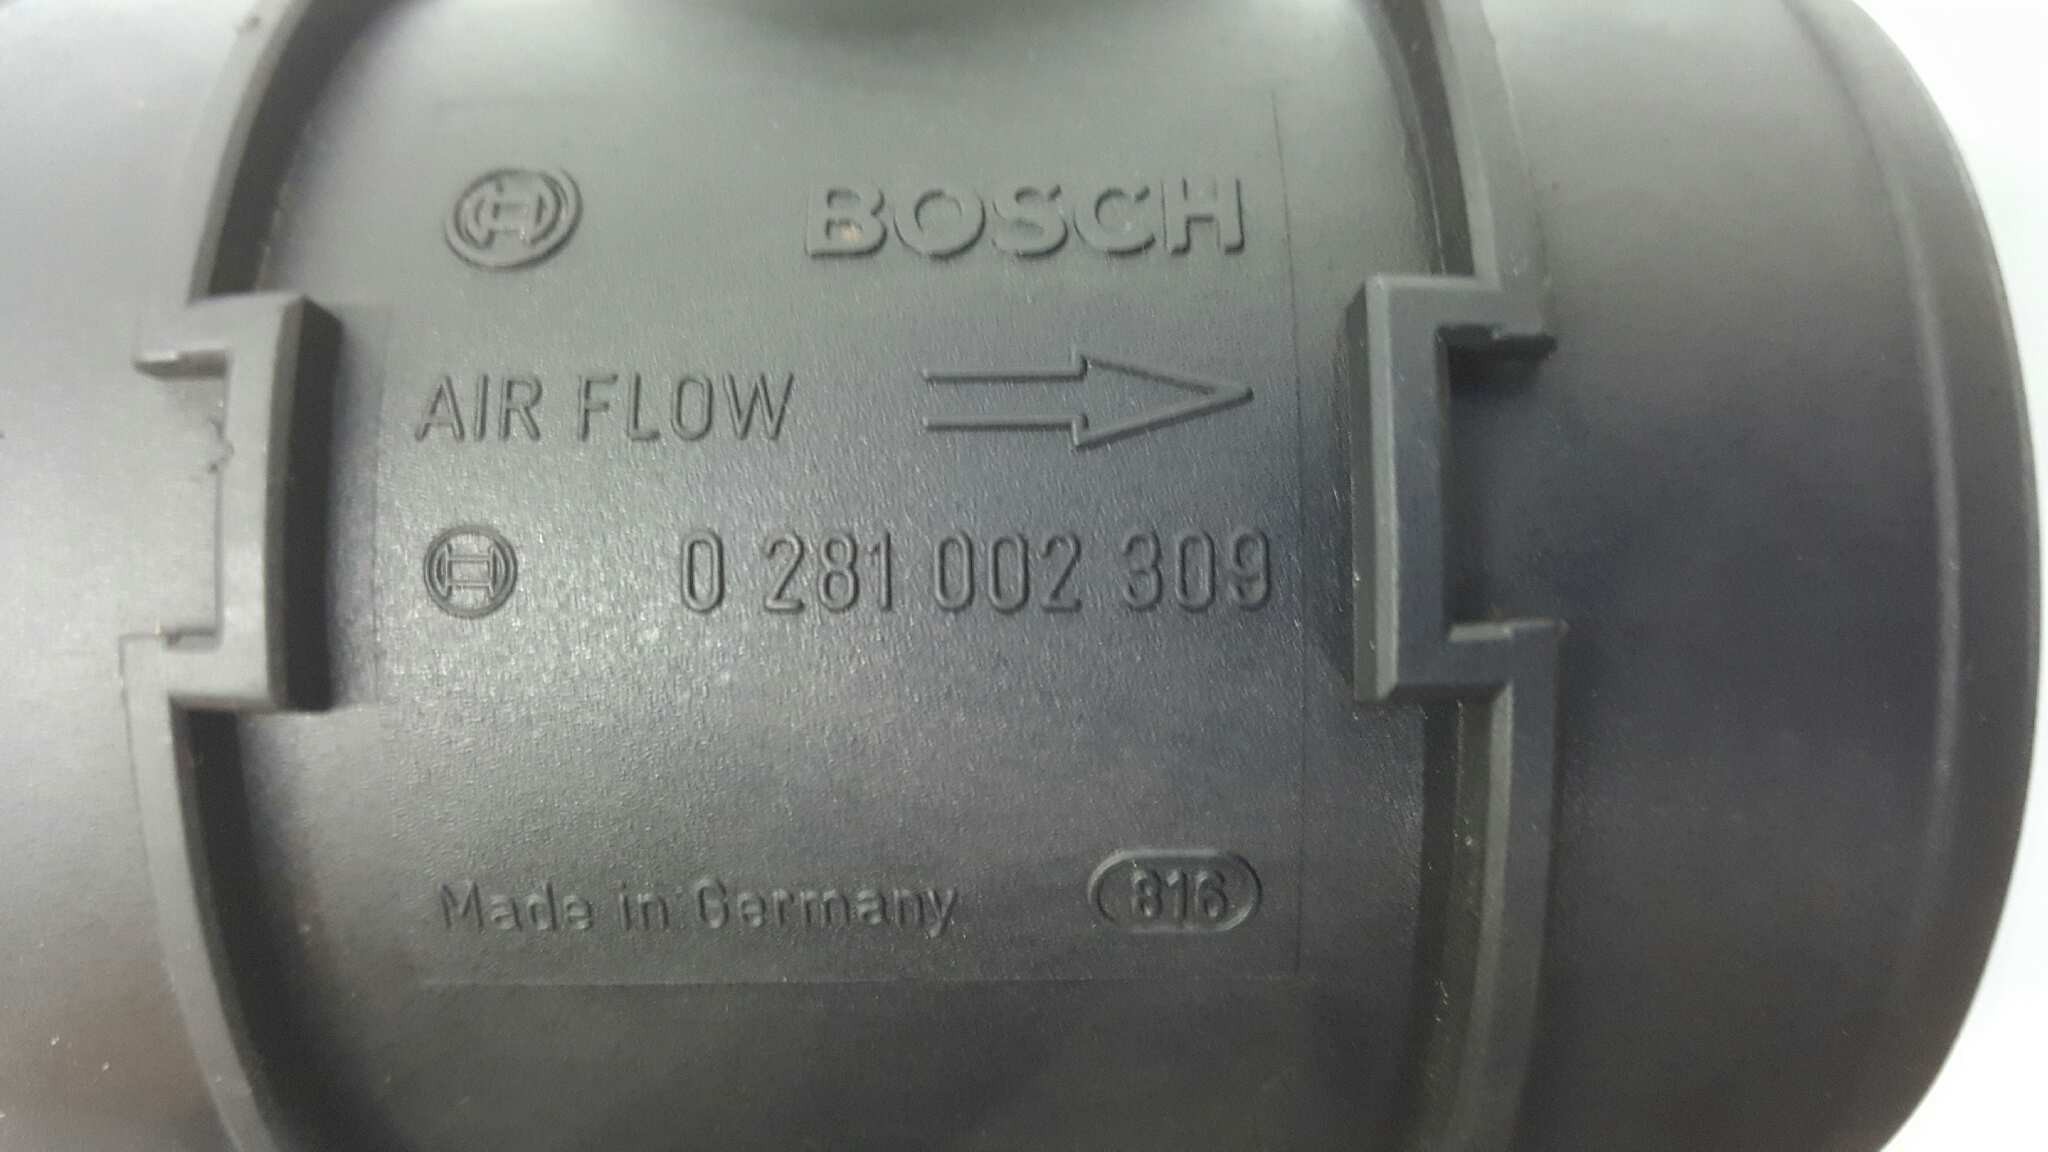 BOSCH
AIR FLOW
0 281 002 309
Made in Germany 816